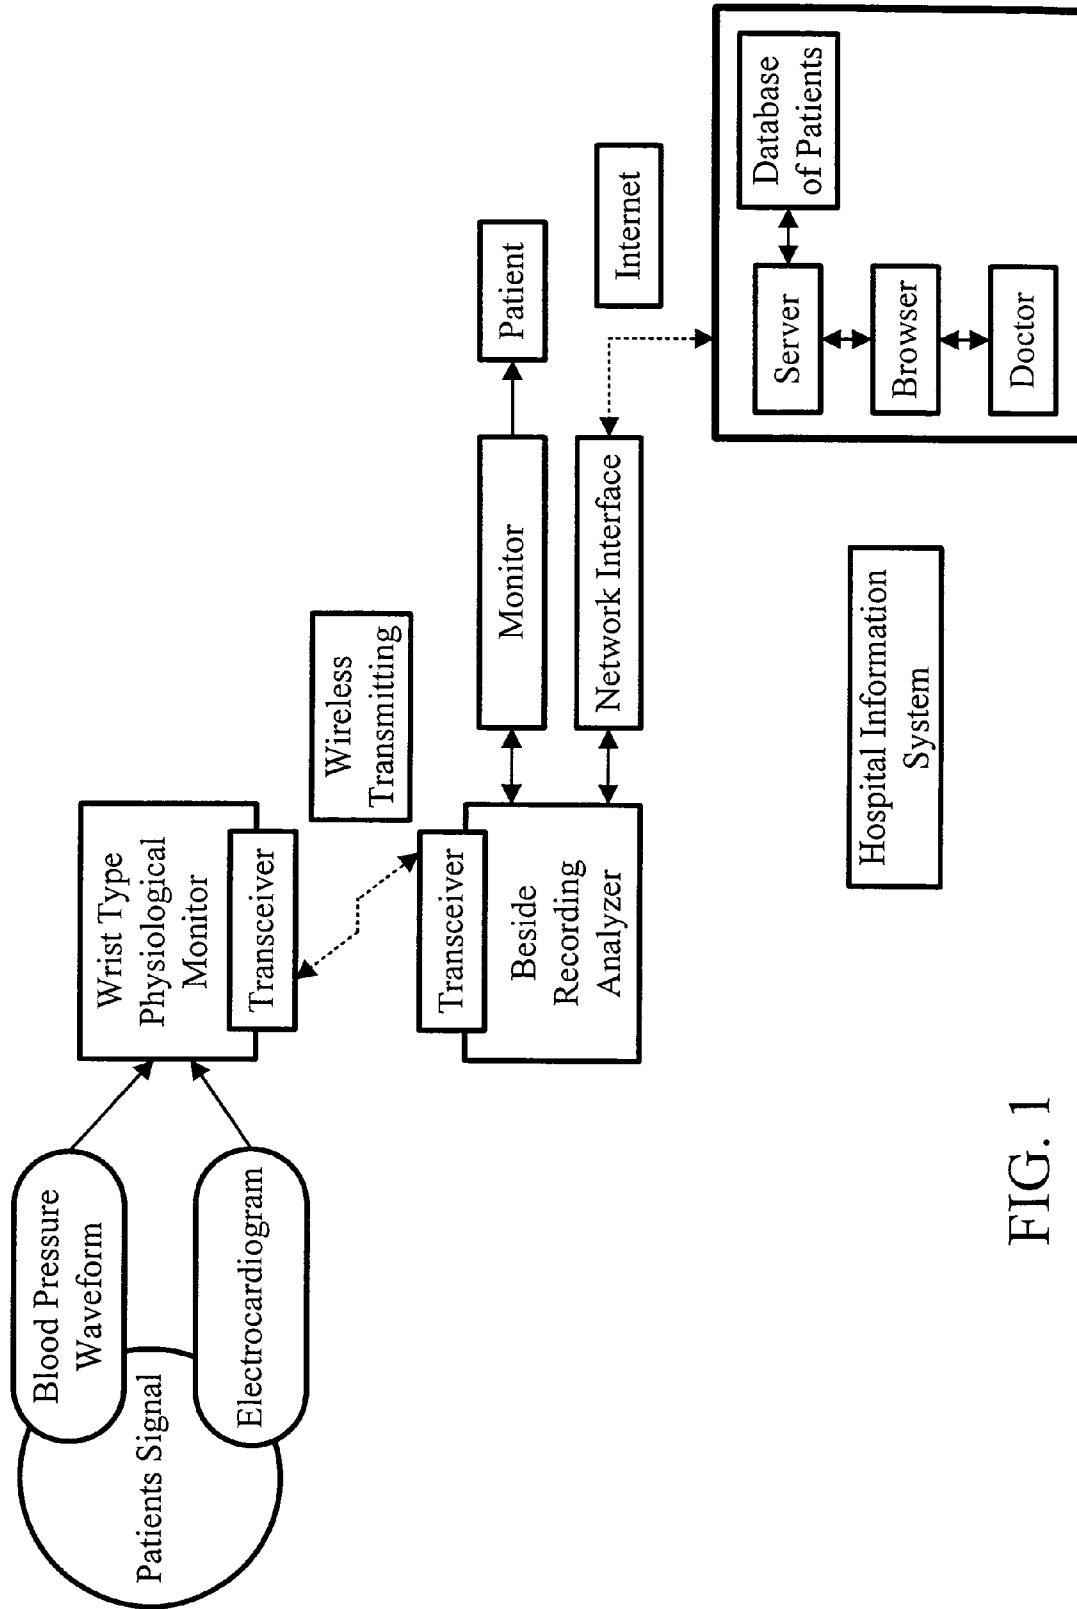 Patients Signal
Blood Pressure
Waveform
Electrocardiogram
Wrist Type
Physiological
Monitor
Transceiver
Wireless
Transmitting
Transceiver
Beside
Recording
Analyzer
Monitor
Patient
Network Interface
Internet
Server
Database
of Patients
Browser
Doctor
Hospital Information
System
FIG. 1